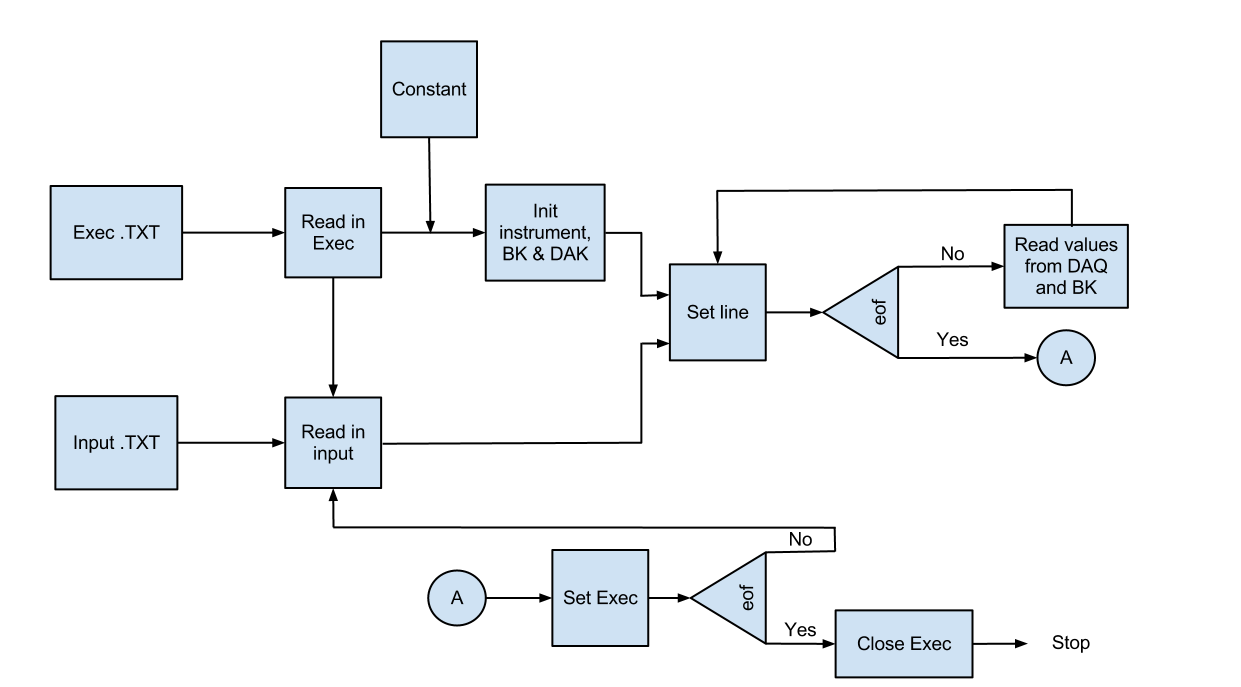 Constant
Exec .TXT
Read in
Exec
Init
instrument,
BK & DAK
Set line
eof
No
Read values
from DAQ
and BK
Yes
A
Input .TXT
Read in
input
A
Set Exec
eof
No
Yes
Close Exec
Stop